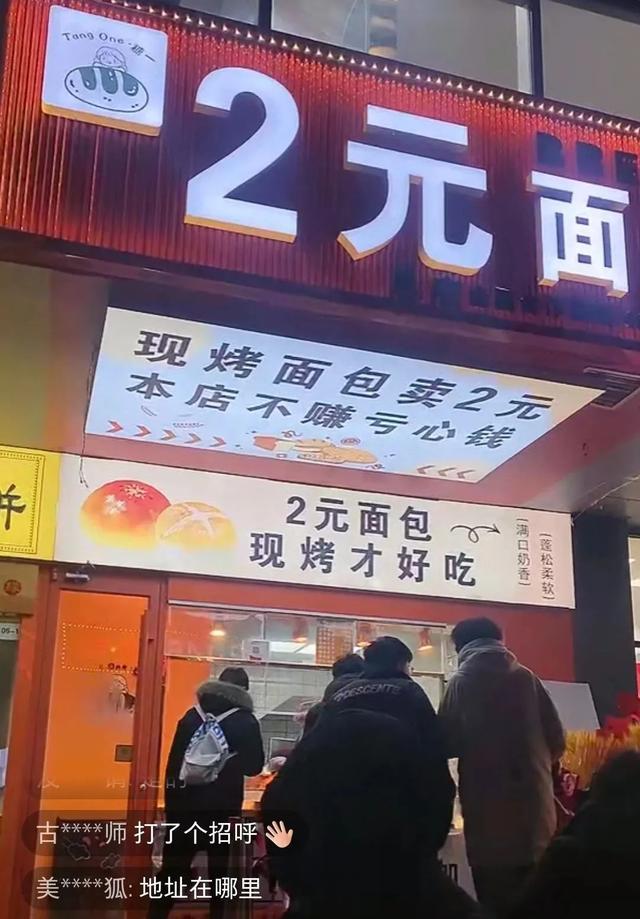 Tang One·糖一
2元面
现烤面包卖2元
本店不赚亏心钱
2元面包
现烤才好吃
[满口奶香]
[蓬松柔软]
DESCENTE
古****师 打了个招呼👋
美****狐: 地址在哪里